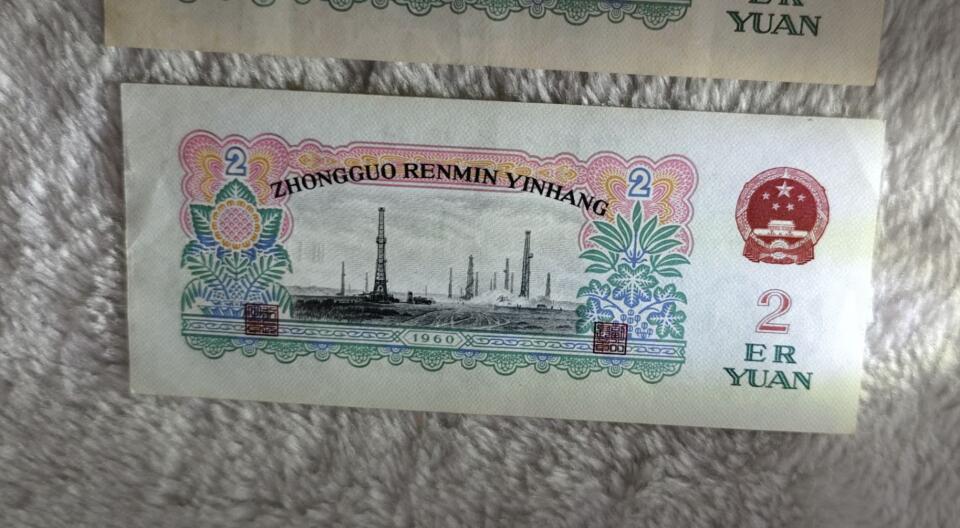 YUAN
2
2
ZHONGGUO RENMIN YINHANG
1960
2
ER
YUAN